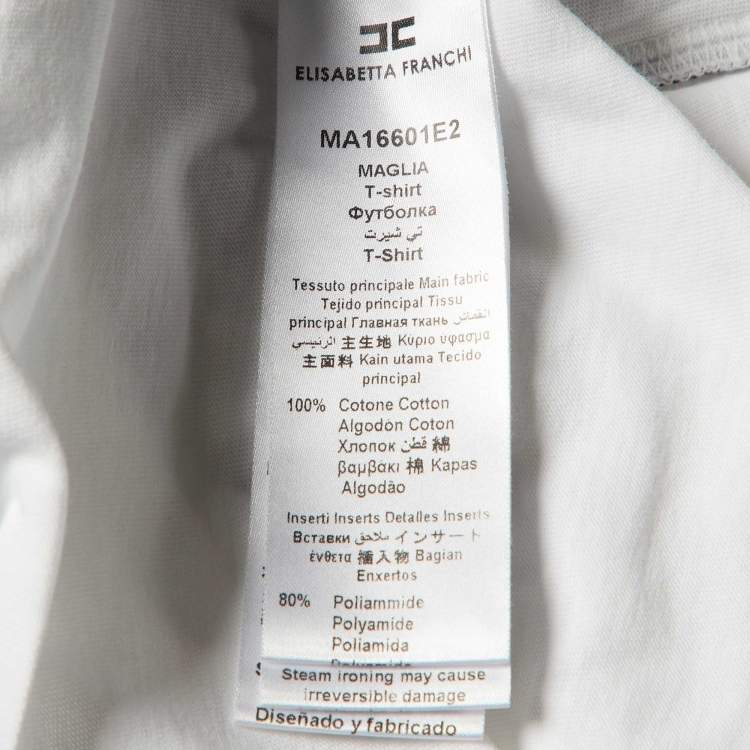 ELISABETTA FRANCHI
MA16601E2
MAGLIA
T-shirt
Футболка
تي شيرت
T-Shirt
Tessuto principale Main fabric
Tejido principal Tissu
principal Главная ткань القماش
الرئيسي 主生地 Κύριο υφασμα
主面料 Kain utama Tecido
principal
100% Cotone Cotton
Algodón Coton
Хлопок قطن 綿
βαμβάκι 棉 Kapas
Algodão
Inserti Inserts Detalles Inserts
Вставки ملاحق インサート
ένθετα 插入物 Bagian
Enxertos
80% Poliammide
Polyamide
Poliamida
Polyamide
Steam ironing may cause
irreversible damage
Diseñado y fabricado